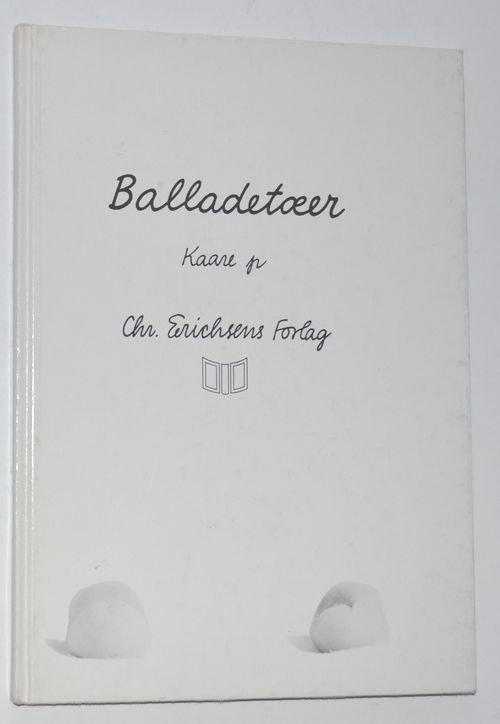 Balladetæer
Kaare p
Chr. Erichsens Forlag